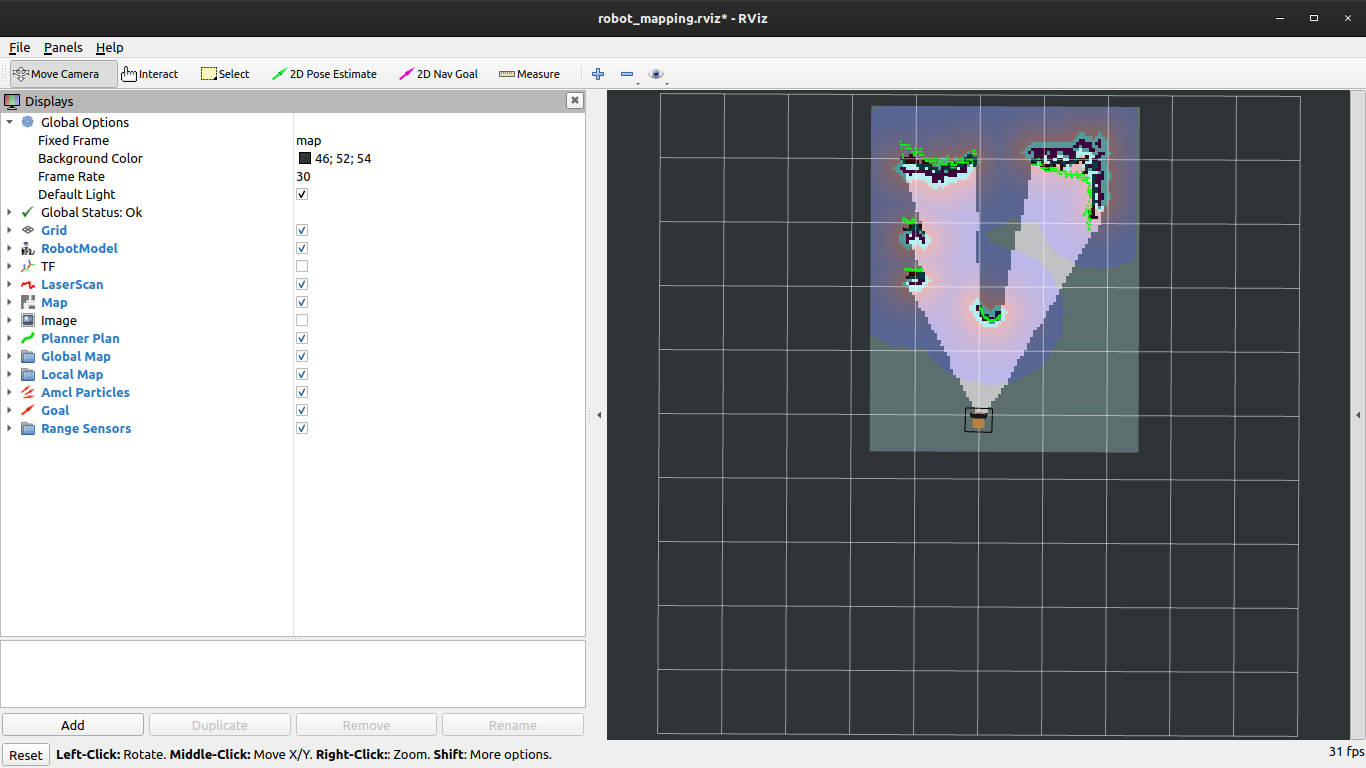 robot_mapping.rviz* - RViz
File Panels Help
Move Camera Interact Select 2D Pose Estimate 2D Nav Goal Measure
Displays
Global Options
Fixed Frame map
Background Color 46; 52; 54
Frame Rate 30
Default Light
Global Status: Ok
Grid
RobotModel
TF
LaserScan
Map
Image
Planner Plan
Global Map
Local Map
Amcl Particles
Goal
Range Sensors
Add Duplicate Remove Rename
Reset Left-Click: Rotate. Middle-Click: Move X/Y. Right-Click:: Zoom. Shift: More options. 31 fps